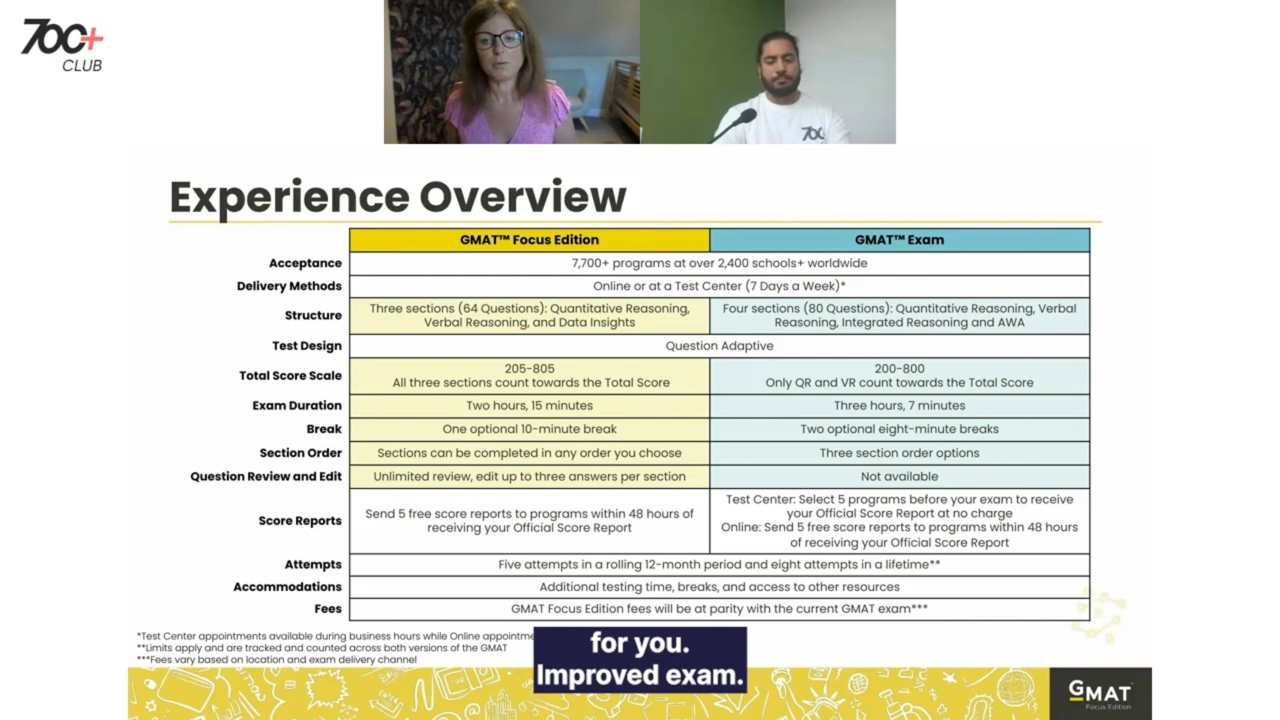 700+
CLUB
700
Experience Overview
GMAT™ Focus Edition
GMAT™ Exam
Acceptance
7,700+ programs at over 2,400 schools+ worldwide
Delivery Methods
Online or at a Test Center (7 Days a Week)*
Structure
Three sections (64 Questions): Quantitative Reasoning,
Verbal Reasoning, and Data Insights
Four sections (80 Questions): Quantitative Reasoning, Verbal
Reasoning, Integrated Reasoning and AWA
Test Design
Question Adaptive
Total Score Scale
205-805
All three sections count towards the Total Score
200-800
Only QR and VR count towards the Total Score
Exam Duration
Two hours, 15 minutes
Three hours, 7 minutes
Break
One optional 10-minute break
Two optional eight-minute breaks
Section Order
Sections can be completed in any order you choose
Three section order options
Question Review and Edit
Unlimited review, edit up to three answers per section
Not available
Score Reports
Send 5 free score reports to programs within 48 hours of
receiving your Official Score Report
Test Center: Select 5 programs before your exam to receive
your Official Score Report at no charge
Online: Send 5 free score reports to programs within 48 hours
of receiving your Official Score Report
Attempts
Five attempts in a rolling 12-month period and eight attempts in a lifetime**
Accommodations
Additional testing time, breaks, and access to other resources
Fees
GMAT Focus Edition fees will be at parity with the current GMAT exam***
*Test Center appointments available during business hours while Online
**Limits apply and are tracked and counted across both versions of the GMAT
***Fees vary based on location and exam delivery channel
for you.
Improved exam.
GMAT™
Focus Edition